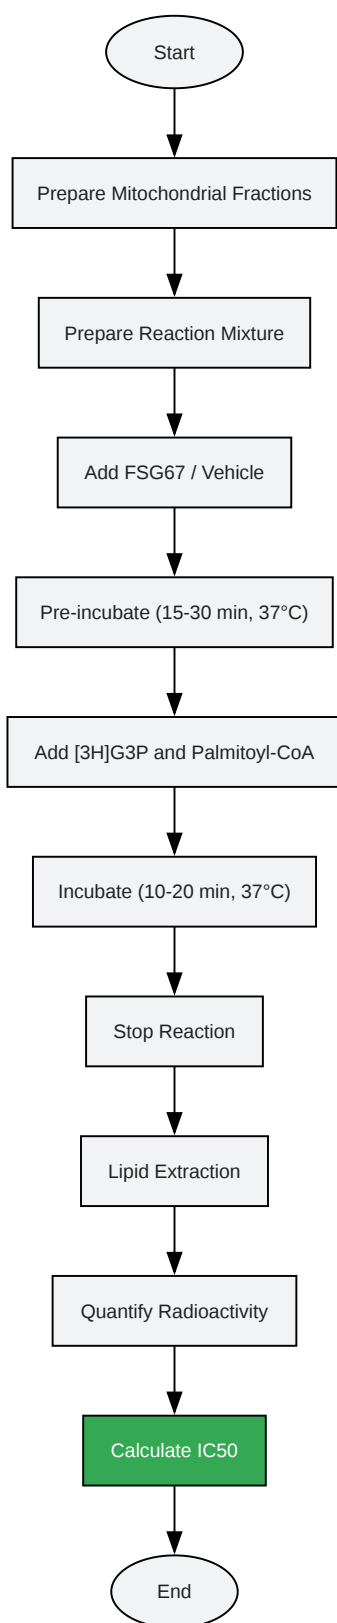 Start
Prepare Mitochondrial Fractions
Prepare Reaction Mixture
Add FSG67 / Vehicle
Pre-incubate (15-30 min, 37°C)
Add [3H]G3P and Palmitoyl-CoA
Incubate (10-20 min, 37°C)
Stop Reaction
Lipid Extraction
Quantify Radioactivity
Calculate IC50
End